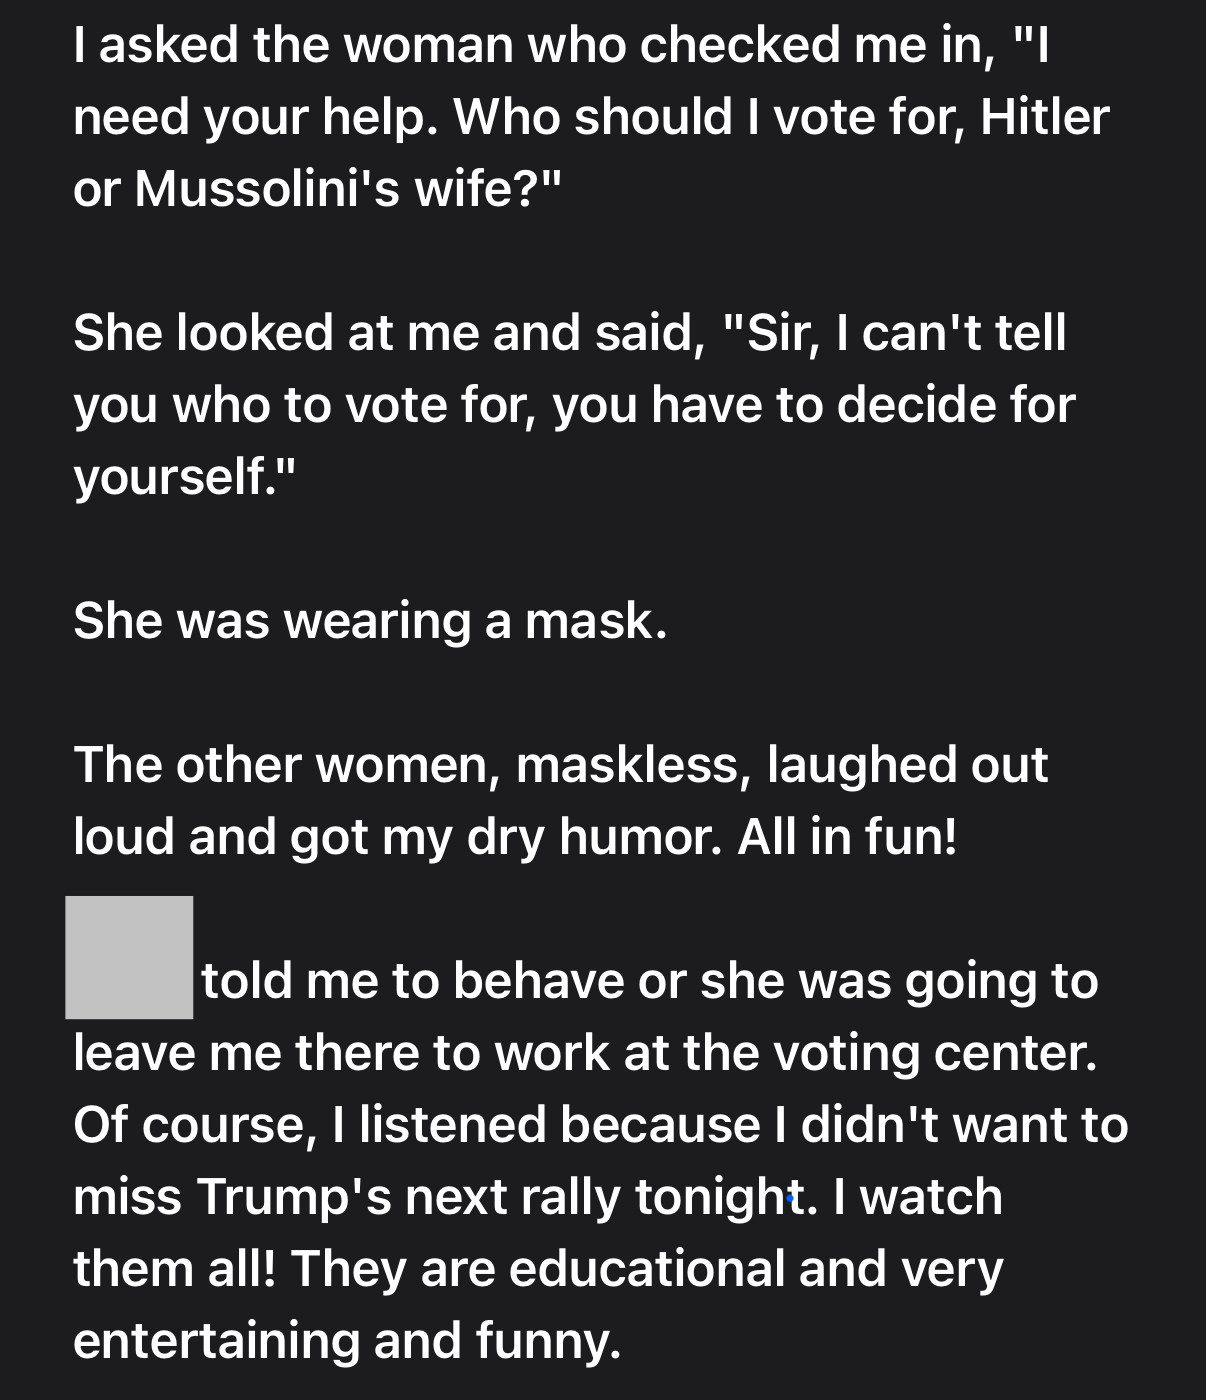 I asked the woman who checked me in, "I
need your help. Who should I vote for, Hitler
or Mussolini's wife?"
She looked at me and said, "Sir, I can't tell
you who to vote for, you have to decide for
yourself."
She was wearing a mask.
The other women, maskless, laughed out
loud and got my dry humor. All in fun!
told me to behave or she was going to
leave me there to work at the voting center.
Of course, I listened because I didn't want to
miss Trump's next rally tonight. I watch
them all! They are educational and very
entertaining and funny.